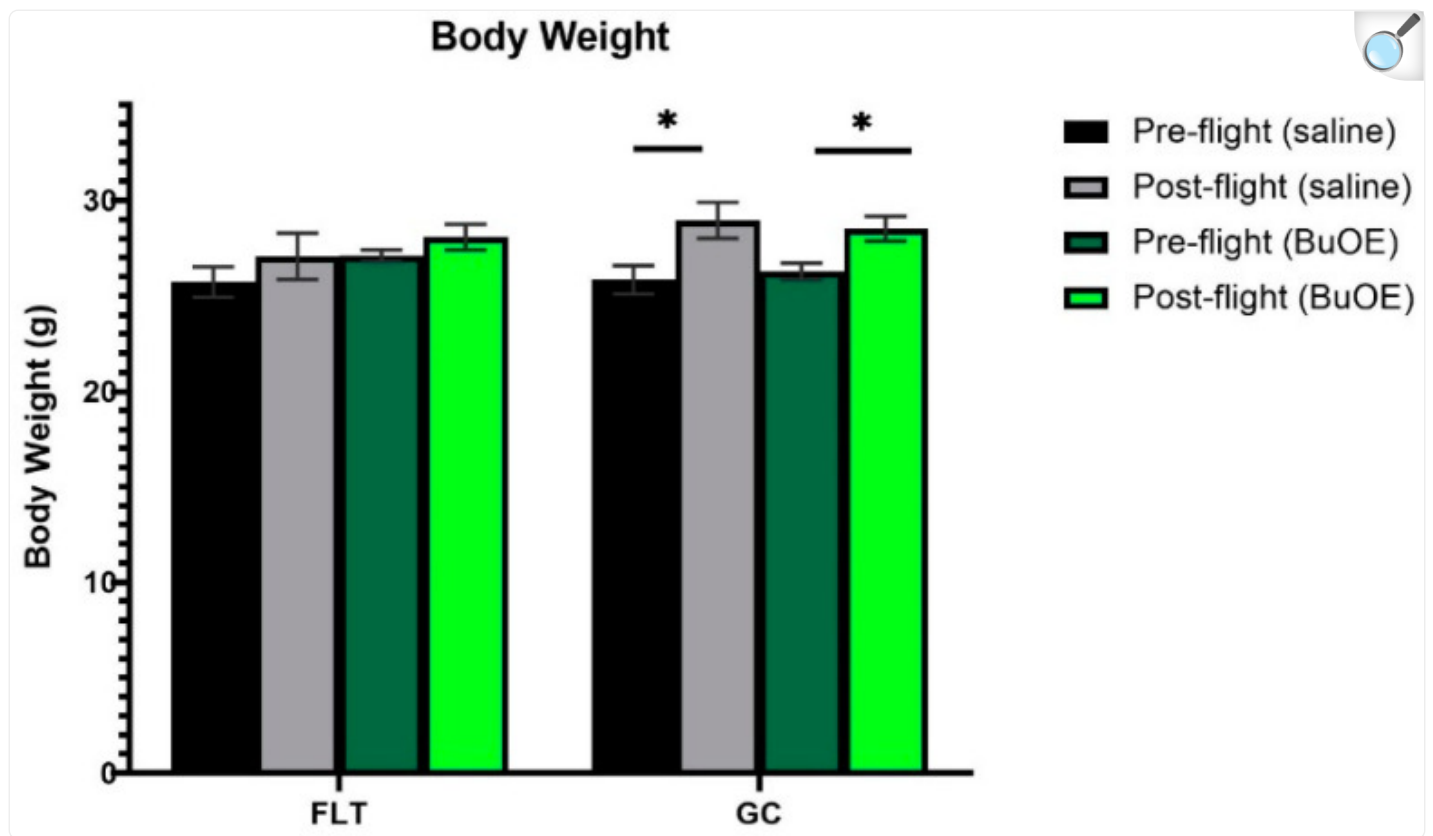 Body Weight
*
*
Pre-flight (saline)
Post-flight (saline)
Pre-flight (BuOE)
Post-flight (BuOE)
Body Weight (g)
30
20
10
0
FLT
GC